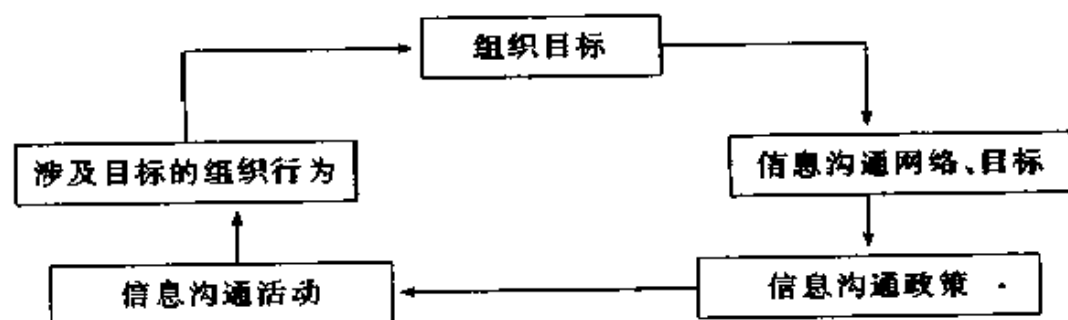 组织目标
涉及目标的组织行为
信息沟通网络、目标
信息沟通活动
信息沟通政策